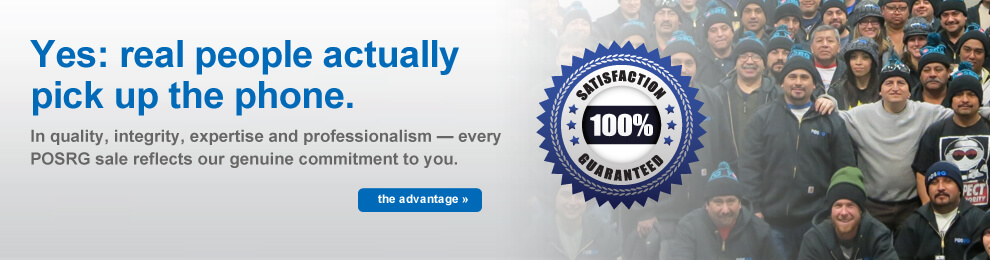 Yes: real people actually
pick up the phone.
In quality, integrity, expertise and professionalism — every
POSRG sale reflects our genuine commitment to you.
the advantage »
SATISFACTION
100%
GUARANTEED